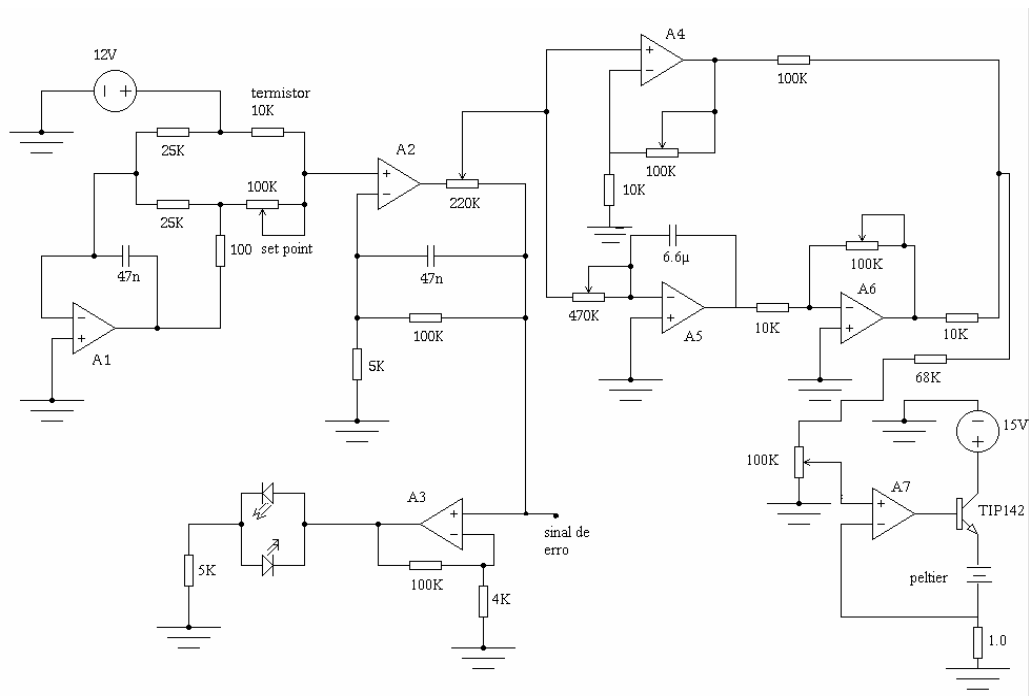 12V
termistor
10K
25K
100K
25K
100
set point
47n
A1
A2
220K
47n
100K
5K
A3
sinal de
erro
100K
4K
5K
A4
100K
100K
10K
6.6µ
470K
A5
10K
100K
A6
10K
68K
15V
100K
A7
TIP142
peltier
1.0